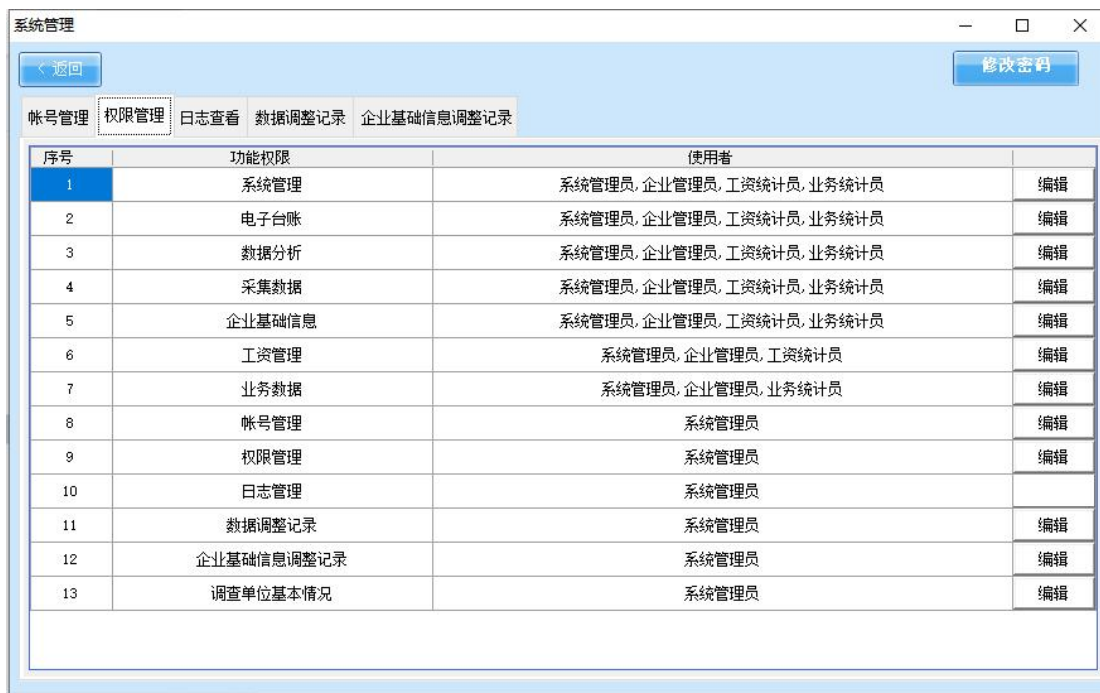 系统管理
< 返回 修改密码
帐号管理 权限管理 日志查看 数据调整记录 企业基础信息调整记录
序号 功能权限 使用者
1 系统管理 系统管理员,企业管理员,工资统计员,业务统计员 编辑
2 电子台账 系统管理员,企业管理员,工资统计员,业务统计员 编辑
3 数据分析 系统管理员,企业管理员,工资统计员,业务统计员 编辑
4 采集数据 系统管理员,企业管理员,工资统计员,业务统计员 编辑
5 企业基础信息 系统管理员,企业管理员,工资统计员,业务统计员 编辑
6 工资管理 系统管理员,企业管理员,工资统计员 编辑
7 业务数据 系统管理员,企业管理员,业务统计员 编辑
8 帐号管理 系统管理员 编辑
9 权限管理 系统管理员 编辑
10 日志管理 系统管理员
11 数据调整记录 系统管理员 编辑
12 企业基础信息调整记录 系统管理员 编辑
13 调查单位基本情况 系统管理员 编辑